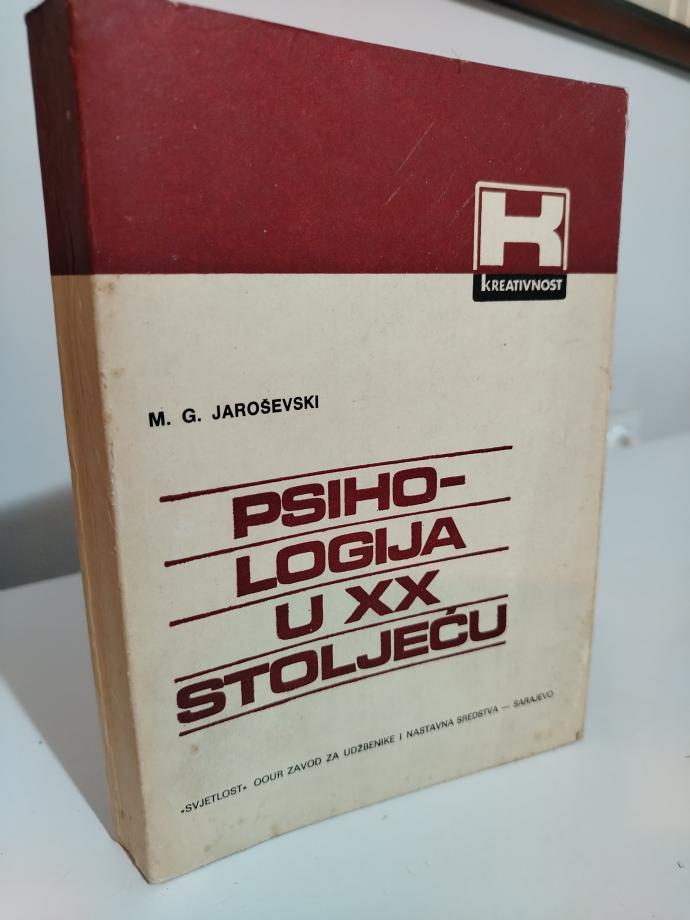 K
KREATIVNOST
M. G. JAROŠEVSKI
PSIHO-
LOGIJA
U XX
STOLJEĆU
»SVJETLOST« OOUR ZAVOD ZA UDŽBENIKE I NASTAVNA SREDSTVA — SARAJEVO